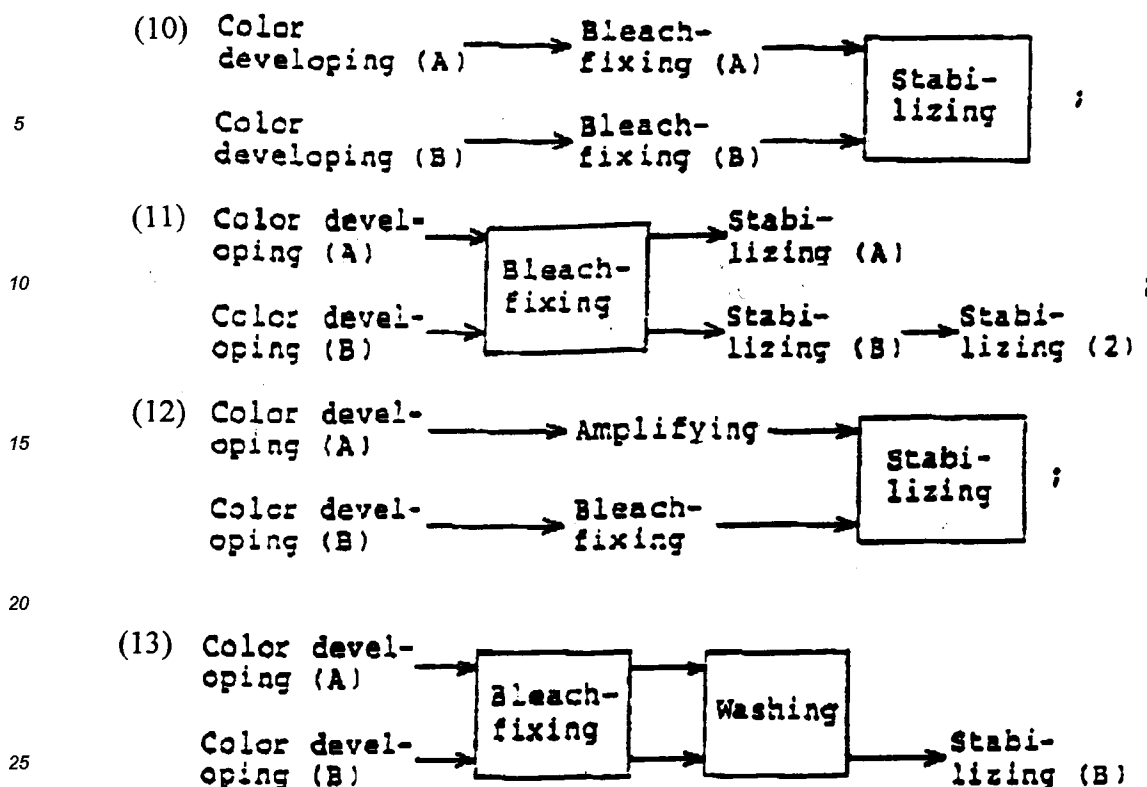 (10) Color Bleach-
developing (A) fixing (A)
Stabi-
lizing ;
5 Color Bleach-
developing (B) fixing (B)
(11) Color devel- Stabi-
oping (A) lizing (A)
Bleach-
10 fixing
Color devel- Stabi- Stabi-
oping (B) lizing (B) lizing (2)
(12) Color devel-
oping (A) Amplifying
15 Stabi-
lizing ;
Color devel- Bleach-
oping (B) fixing
20
(13) Color devel-
oping (A)
Bleach- Washing
fixing
25 Color devel- Stabi-
oping (B) lizing (B)